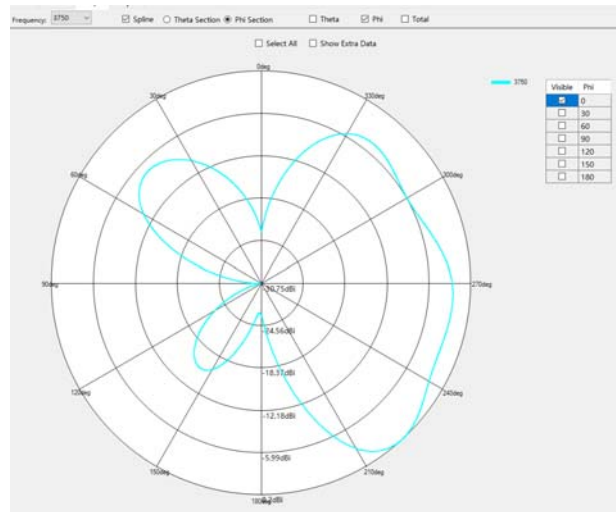 Frequency: 3750 Spline Theta Section Phi Section Theta Phi Total
Select All Show Extra Data
0deg
3750
Visible Phi
0
30
60
90
120
150
180
30deg 330deg
60deg 300deg
90deg 270deg
-30.75dBi
-24.56dBi
-18.37dBi
120deg 240deg
-12.18dBi
-5.99dBi
150deg 210deg